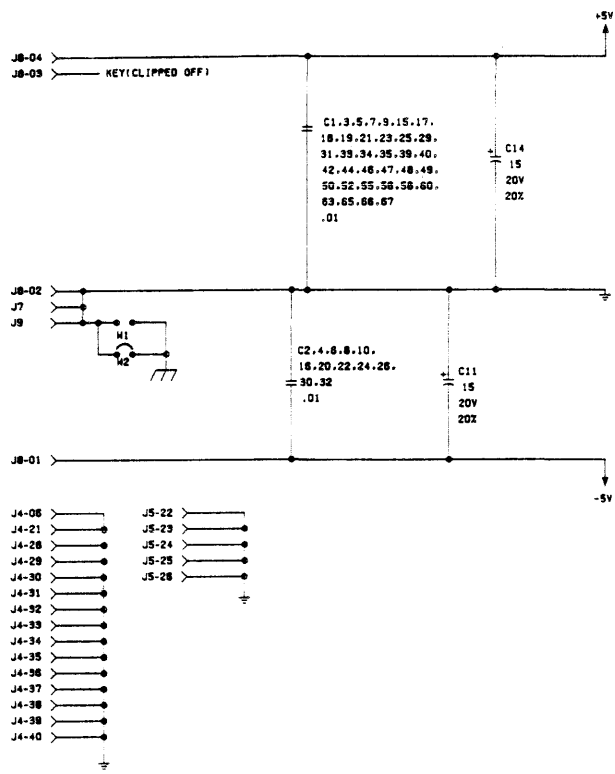 +5V
J8-04
J8-03 KEY(CLIPPED OFF)
C1,3,5,7,9,15,17,
18,19,21,23,25,29,
31,33,34,35,39,40,
42,44,46,47,48,49,
50,52,55,56,58,60,
63,65,66,67
.01
C14
15
20V
20%
J8-02
J7
J9
W1
W2
C2,4,6,8,10,
16,20,22,24,26,
30,32
.01
C11
15
20V
20%
J8-01
-5V
J4-06
J4-21
J4-28
J4-29
J4-30
J4-31
J4-32
J4-33
J4-34
J4-35
J4-36
J4-37
J4-38
J4-39
J4-40
J5-22
J5-23
J5-24
J5-25
J5-26